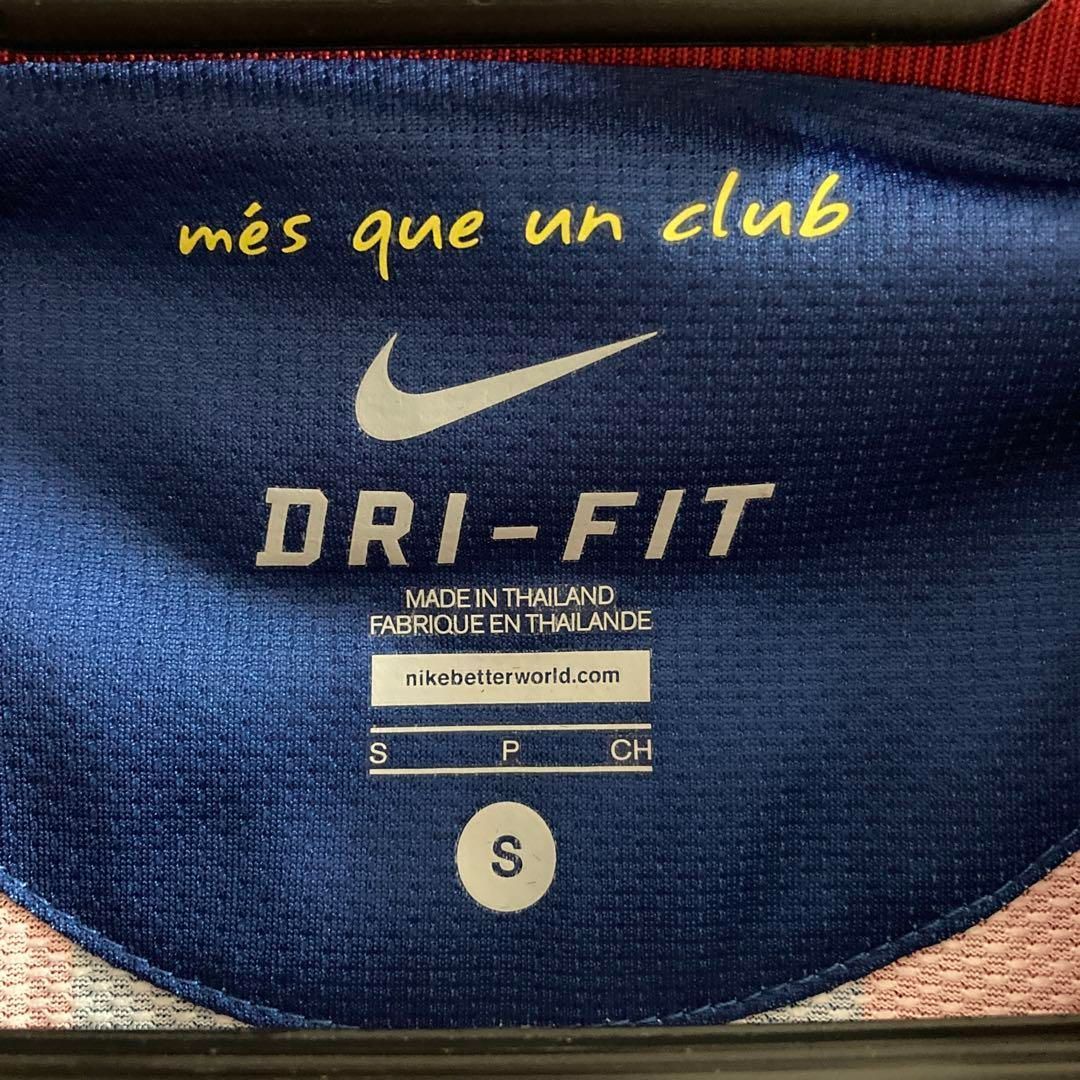 més que un club
DRI-FIT
MADE IN THAILAND
FABRIQUE EN THAILANDE
nikebetterworld.com
S P CH
S